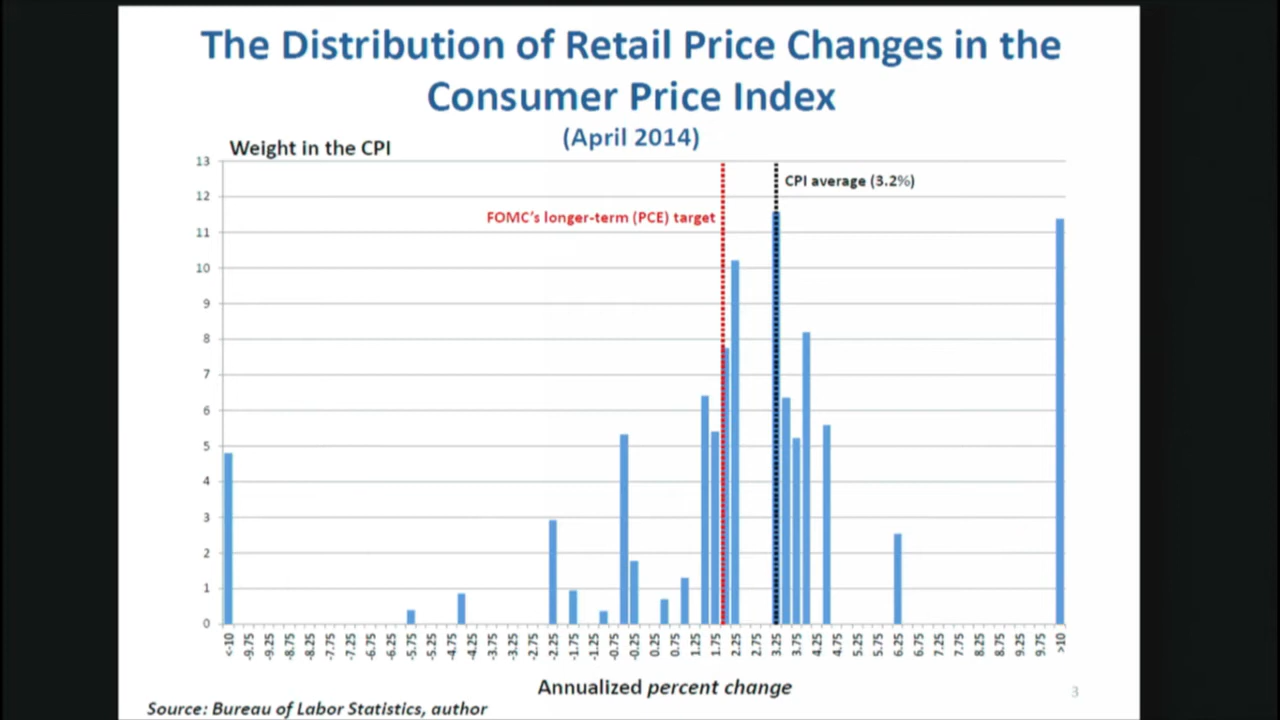 The Distribution of Retail Price Changes in the
Consumer Price Index
(April 2014)
Weight in the CPI
13
CPI average (3.2%)
12
FOMC's longer-term (PCE) target
11
10
9
8
7
6
5
4
3
2
1
0
<-10 -9.75 -9.25 -8.75 -8.25 -7.75 -7.25 -6.75 -6.25 -5.75 -5.25 -4.75 -4.25 -3.75 -3.25 -2.75 -2.25 -1.75 -1.25 -0.75 -0.25 0.25 0.75 1.25 1.75 2.25 2.75 3.25 3.75 4.25 4.75 5.25 5.75 6.25 6.75 7.25 7.75 8.25 8.75 9.25 9.75 >10
Annualized percent change
3
Source: Bureau of Labor Statistics, author